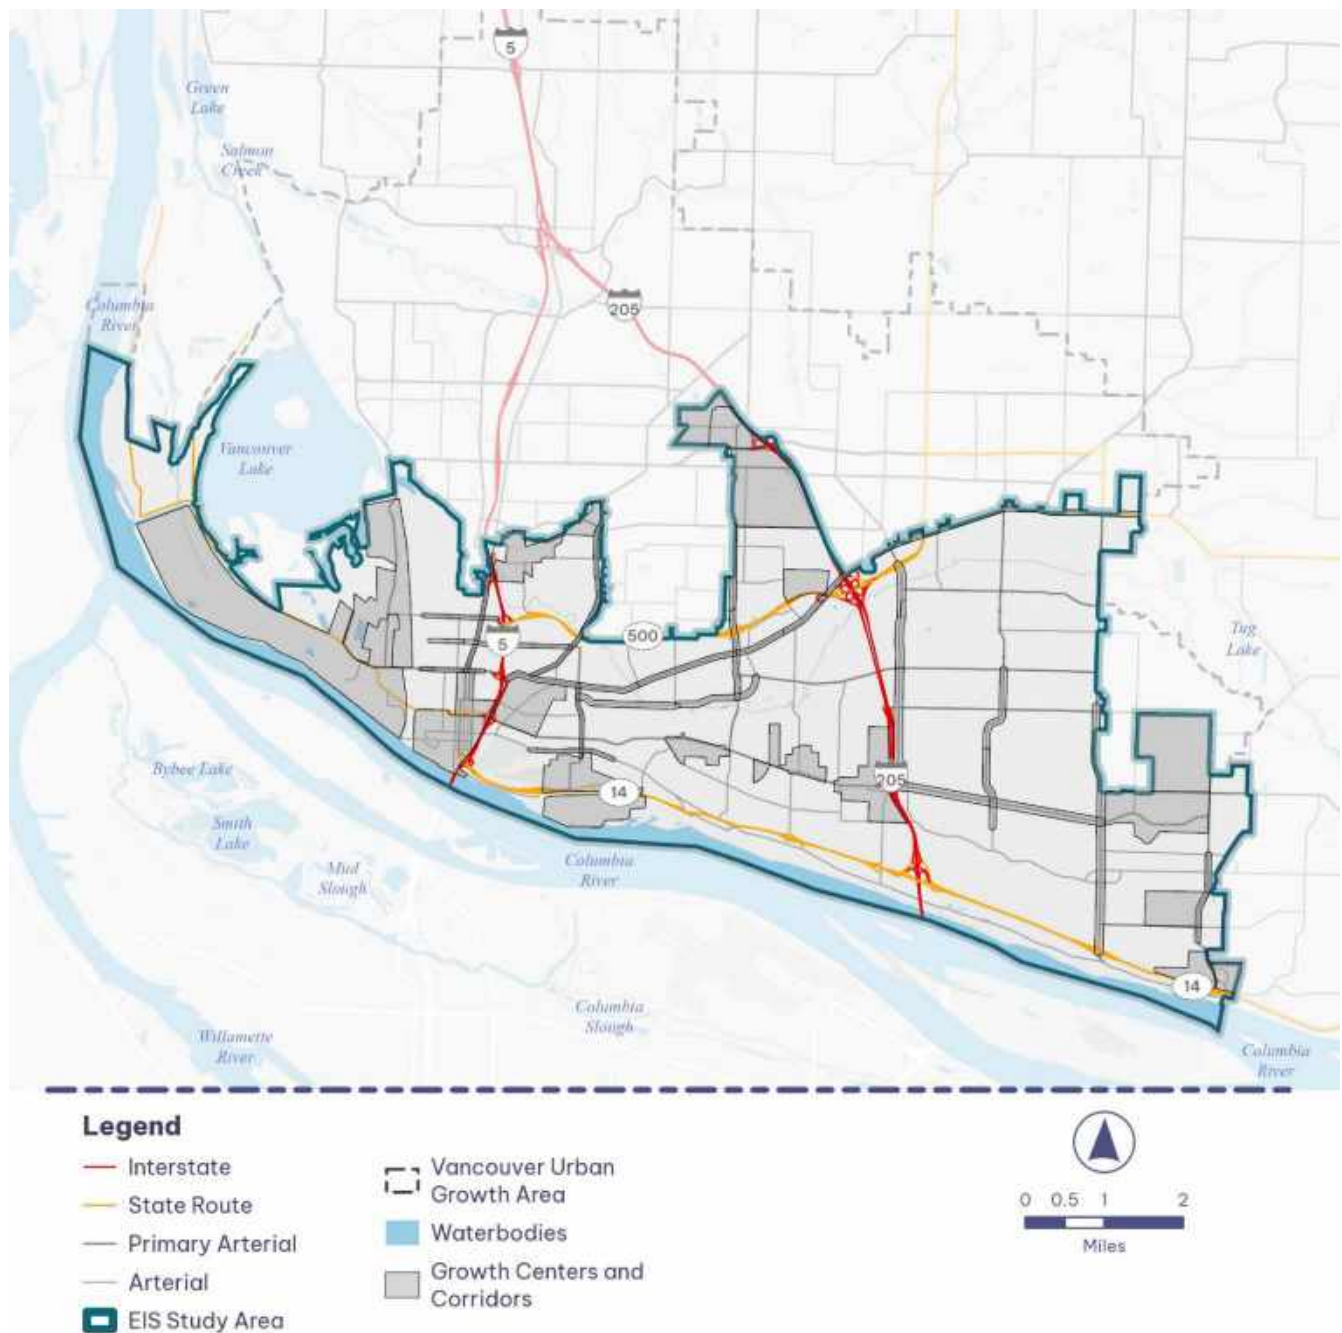 5
Green
Lake
Salmon
Creek
Columbia
River
205
Vancouver
Lake
5
500
Tug
Lake
Bybee Lake
205
14
Smith
Lake
Columbia
River
Mud
Slough
14
Columbia
Slough
Willamette
River
Columbia
River
Legend
Interstate
State Route
Primary Arterial
Arterial
EIS Study Area
Vancouver Urban
Growth Area
Waterbodies
Growth Centers and
Corridors
0 0.5 1 2
Miles